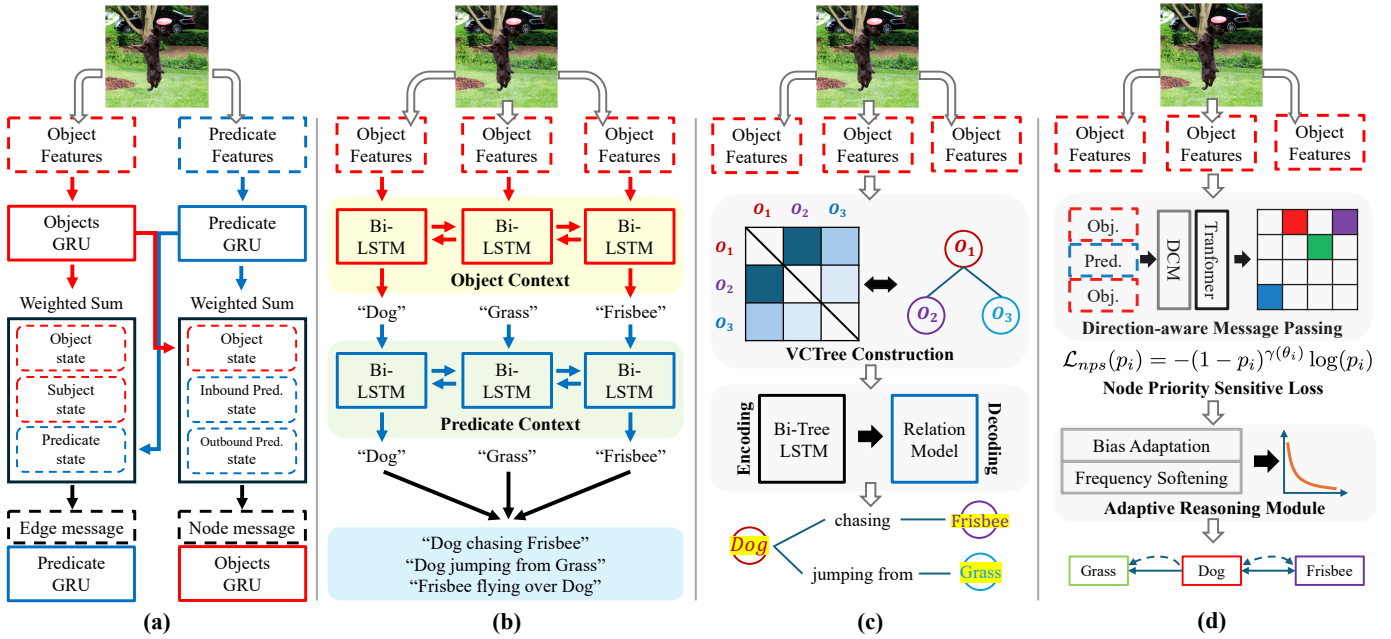 Object
Features
Predicate
Features
Objects
GRU
Predicate
GRU
Weighted Sum
Weighted Sum
Object
state
Subject
state
Predicate
state
Object
state
Inbound Pred.
state
Outbound Pred.
state
Edge message
Node message
Predicate
GRU
Objects
GRU
(a)
Object
Features
Object
Features
Object
Features
Bi-
LSTM
Bi-
LSTM
Bi-
LSTM
Object Context
“Dog”
“Grass”
“Frisbee”
Bi-
LSTM
Bi-
LSTM
Bi-
LSTM
Predicate Context
“Dog”
“Grass”
“Frisbee”
“Dog chasing Frisbee”
“Dog jumping from Grass”
“Frisbee flying over Dog”
(b)
Object
Features
Object
Features
Object
Features
O₁ O₂ O₃
O₁
O₂
O₃
O₁
O₂
O₃
VCTree Construction
Encoding
Bi-Tree
LSTM
Relation
Model
Decoding
Dog
chasing
Frisbee
jumping from
Grass
(c)
Object
Features
Object
Features
Object
Features
Obj.
Pred.
Obj.
DCM
Tranfomer
Direction-aware Message Passing
ℒₙₚₛ(pᵢ) = −(1 − pᵢ)^γ(θᵢ) log(pᵢ)
Node Priority Sensitive Loss
Bias Adaptation
Frequency Softening
Adaptive Reasoning Module
Grass
Dog
Frisbee
(d)